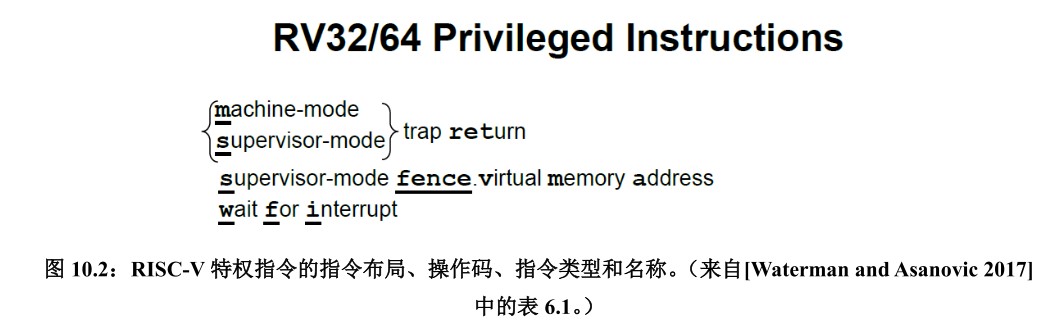 RV32/64 Privileged Instructions
machine-mode
supervisor-mode
trap return
supervisor-mode fence.virtual memory address
wait for interrupt
图 10.2：RISC-V 特权指令的指令布局、操作码、指令类型和名称。（来自[Waterman and Asanovic 2017]
中的表 6.1。）